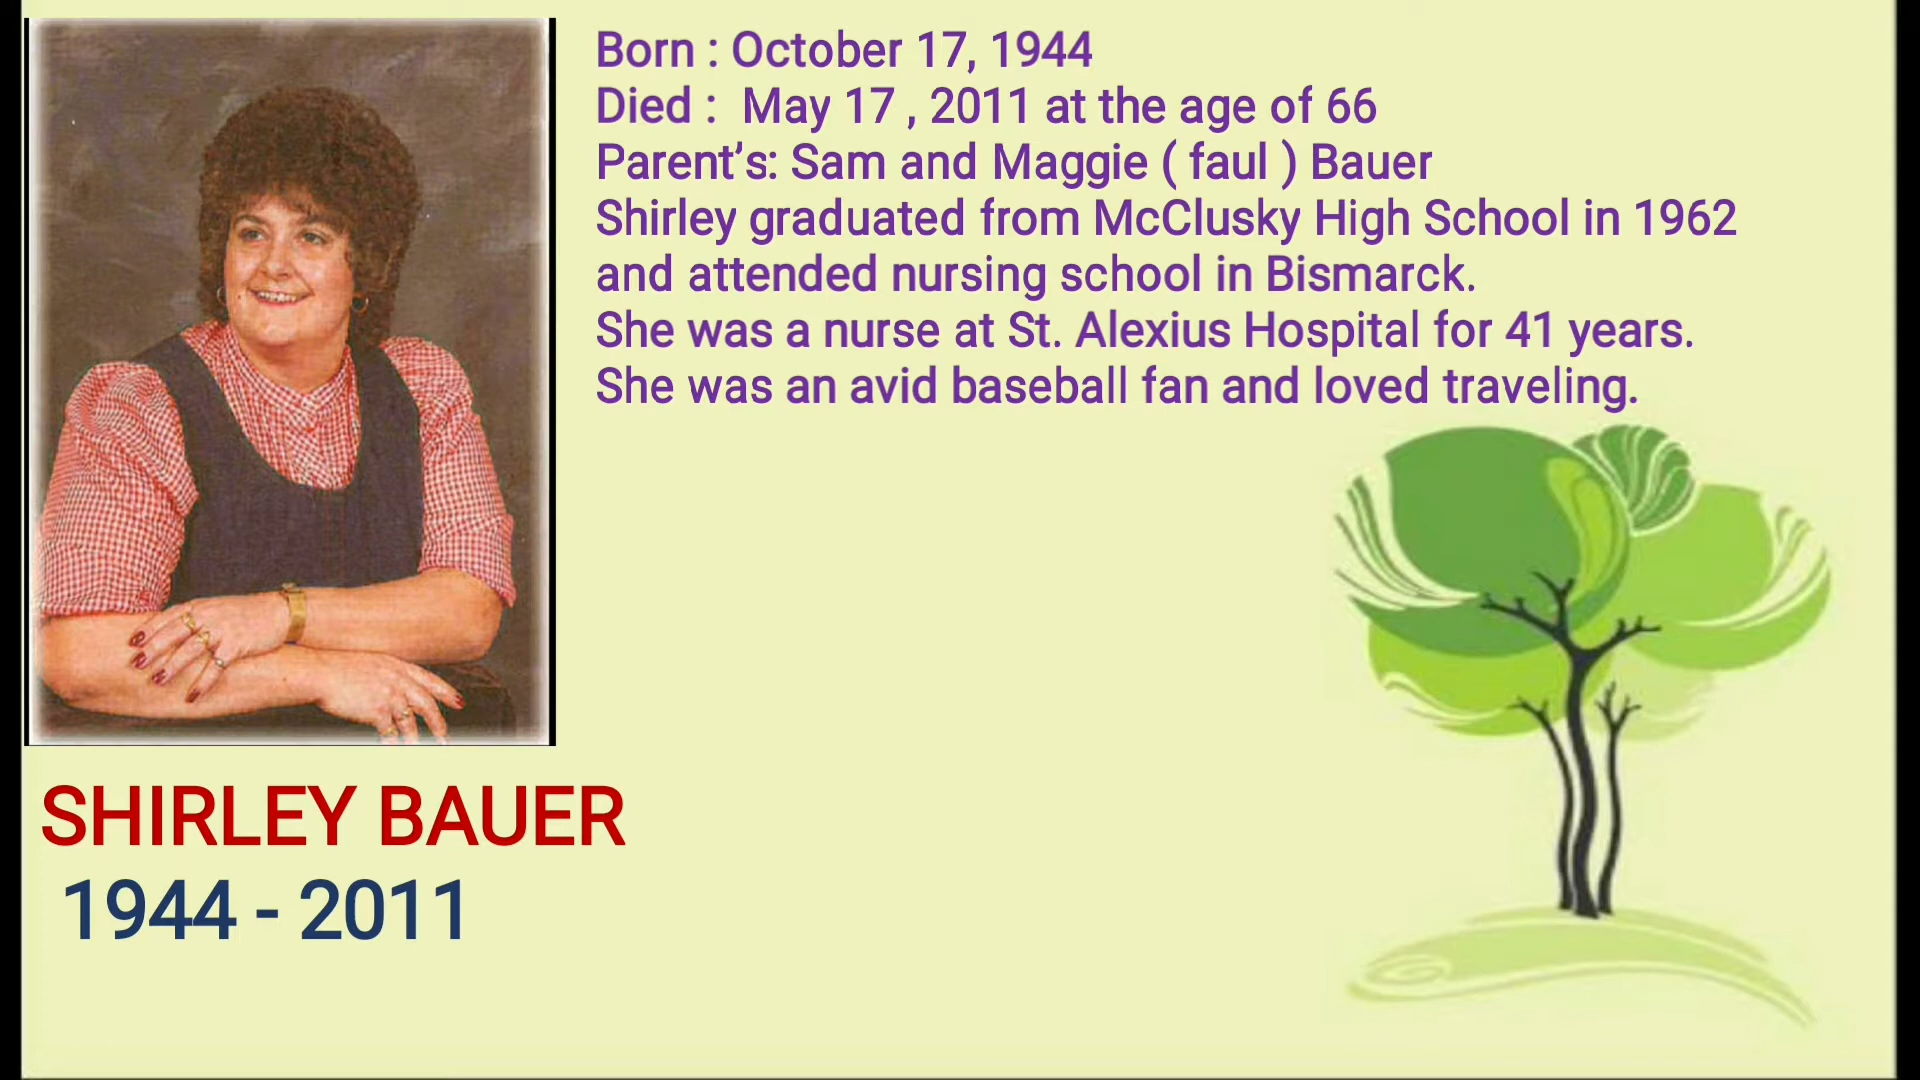 Born : October 17, 1944
Died :  May 17 , 2011 at the age of 66
Parent’s: Sam and Maggie ( faul ) Bauer
Shirley graduated from McClusky High School in 1962
and attended nursing school in Bismarck.
She was a nurse at St. Alexius Hospital for 41 years.
She was an avid baseball fan and loved traveling.
SHIRLEY BAUER
1944 - 2011